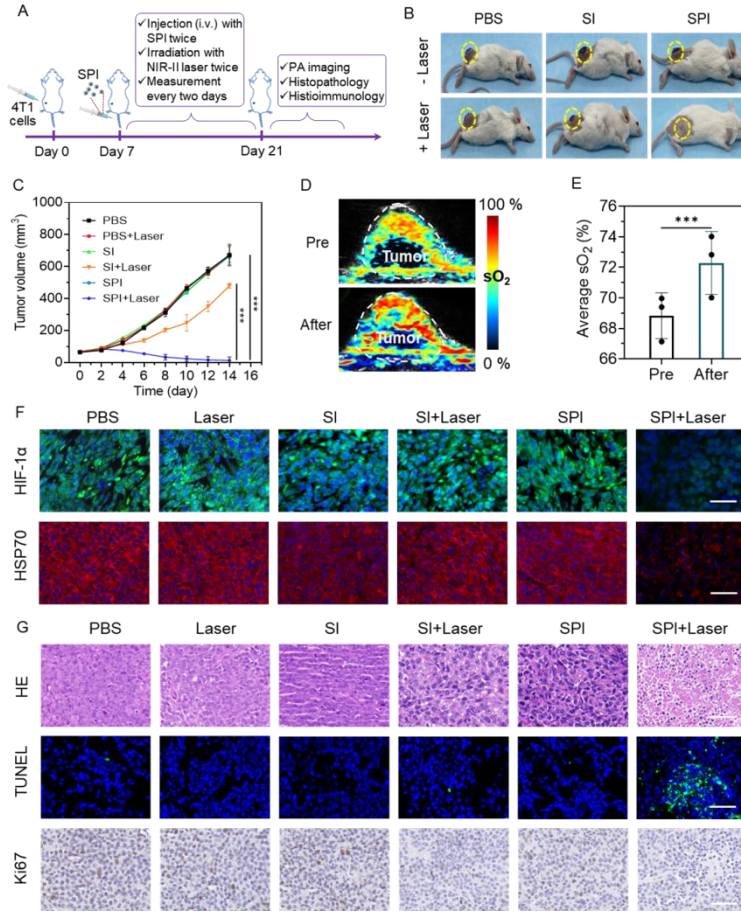 A
✓Injection (i.v.) with
SPI twice
✓Irradiation with
NIR-II laser twice
✓Measurement
every two days
✓PA imaging
✓Histopathology
✓Histioimmunology
SPI
4T1
cells
Day 0
Day 7
Day 21
B
PBS
SI
SPI
- Laser
+ Laser
C
Tumor volume (mm³)
1000
800
600
400
200
0
PBS
PBS+Laser
SI
SI+Laser
SPI
SPI+Laser
***
***
0 2 4 6 8 10 12 14 16
Time (day)
D
Pre
Tumor
After
Tumor
100 %
sO₂
0 %
E
Average sO₂ (%)
76
74
72
70
68
66
***
Pre
After
F
PBS
Laser
SI
SI+Laser
SPI
SPI+Laser
HIF-1α
HSP70
G
PBS
Laser
SI
SI+Laser
SPI
SPI+Laser
HE
TUNEL
Ki67